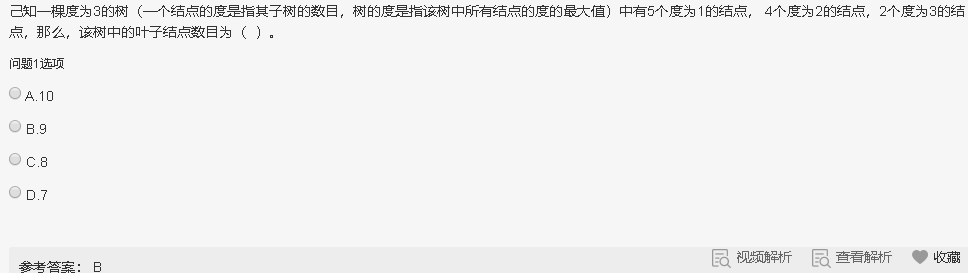 己知一棵度为3的树（一个结点的度是指其子树的数目，树的度是指该树中所有结点的度的最大值）中有5个度为1的结点， 4个度为2的结点，2个度为3的结
点，那么，该树中的叶子结点数目为（ ）。
问题1选项
A.10
B.9
C.8
D.7
参考答案： B 视频解析 查看解析 收藏